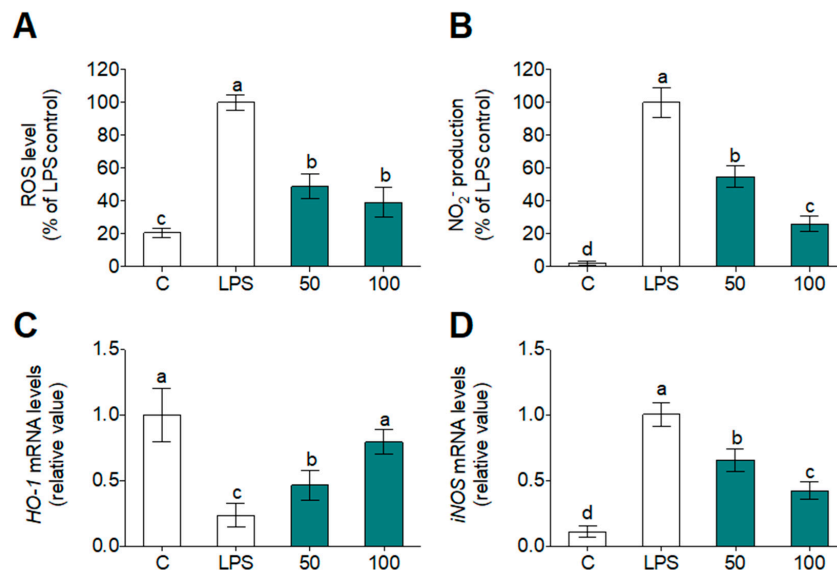 A
ROS level
(% of LPS control)
120
100
80
60
40
20
0
a
b
b
c
C LPS 50 100
B
NO2- production
(% of LPS control)
120
100
80
60
40
20
0
a
b
c
d
C LPS 50 100
C
HO-1 mRNA levels
(relative value)
1.5
1.0
0.5
0.0
a
a
b
c
C LPS 50 100
D
iNOS mRNA levels
(relative value)
1.5
1.0
0.5
0.0
a
b
c
d
C LPS 50 100